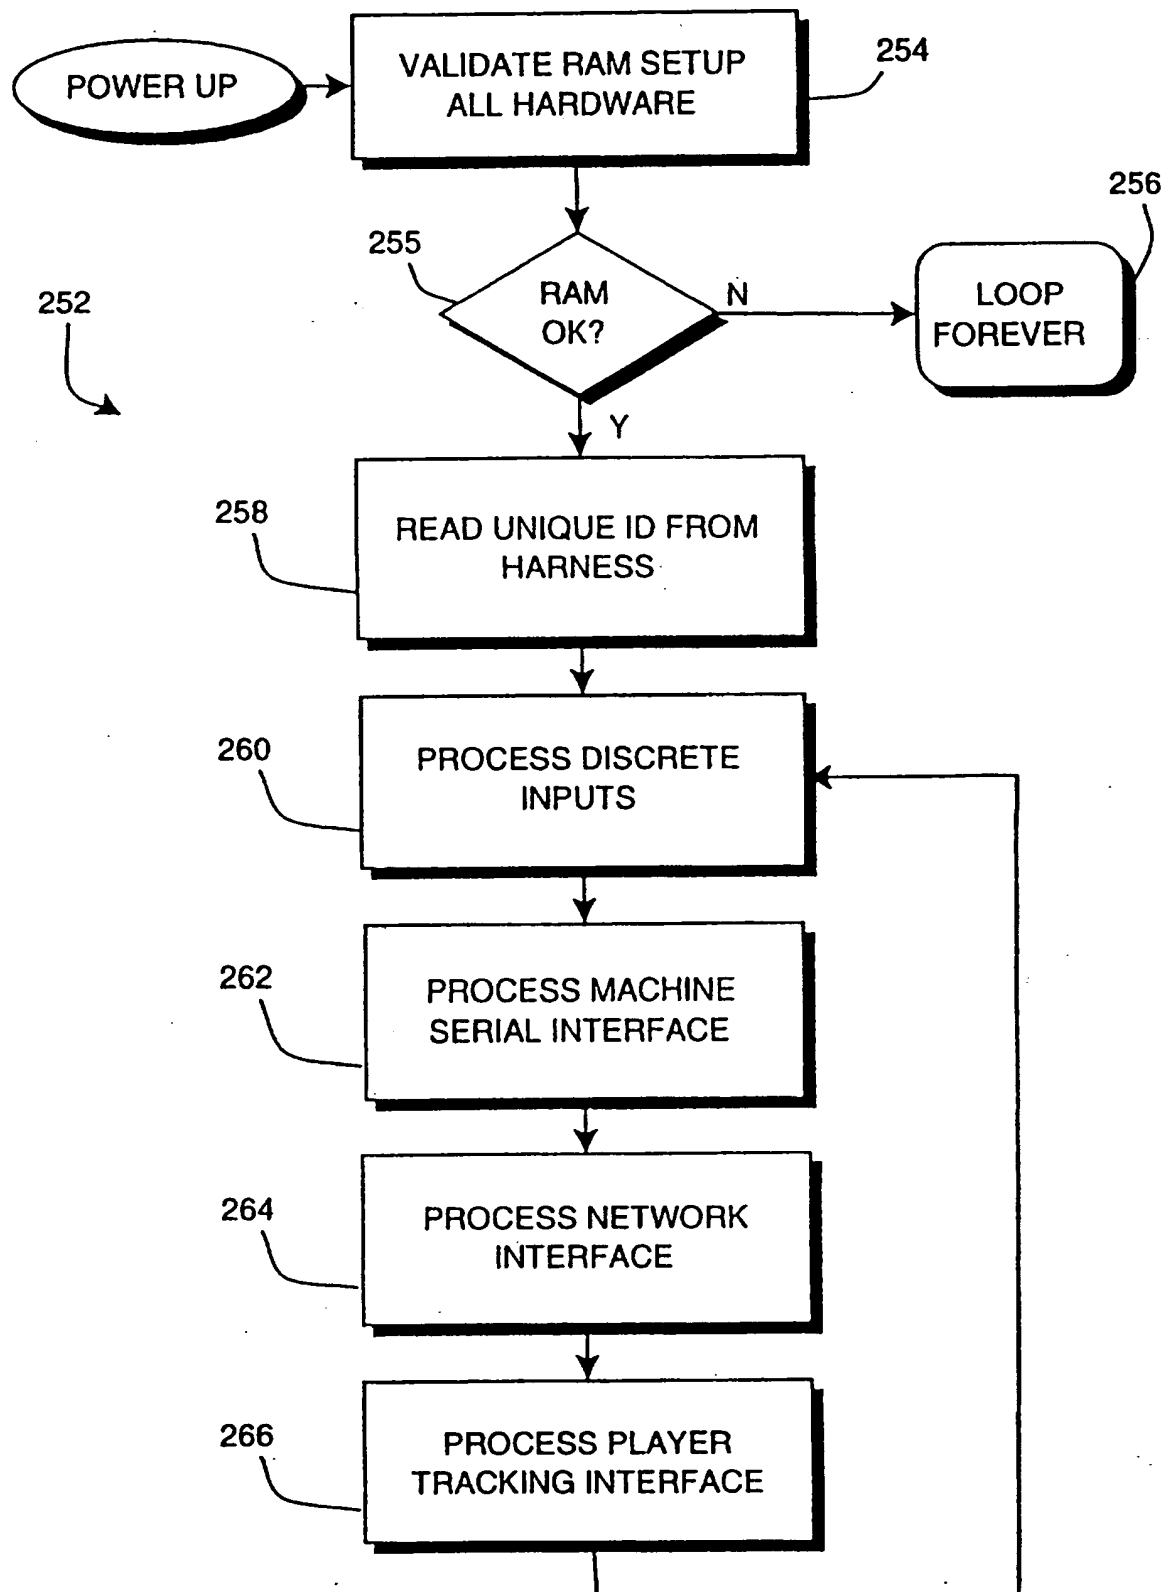 POWER UP
VALIDATE RAM SETUP
ALL HARDWARE
254
256
255
RAM
OK?
N
LOOP
FOREVER
252
Y
258
READ UNIQUE ID FROM
HARNESS
260
PROCESS DISCRETE
INPUTS
262
PROCESS MACHINE
SERIAL INTERFACE
264
PROCESS NETWORK
INTERFACE
266
PROCESS PLAYER
TRACKING INTERFACE